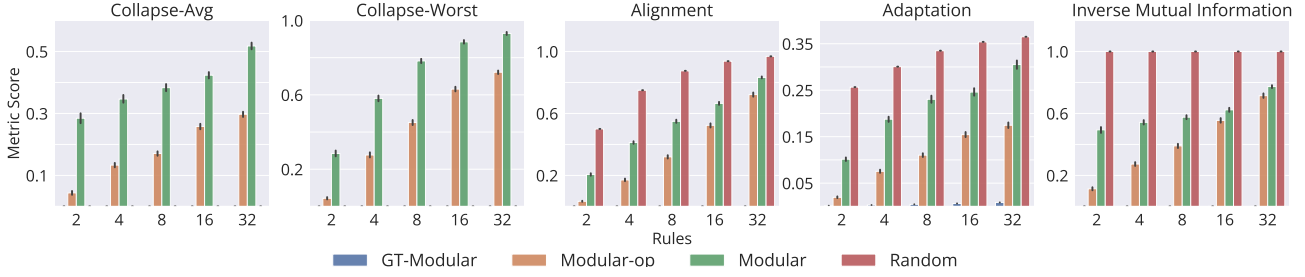 Collapse-Avg Collapse-Worst Alignment Adaptation Inverse Mutual Information
Metric Score
0.5
0.3
0.1
2 4 8 16 32
1.0
0.6
0.2
2 4 8 16 32
1.0
0.6
0.2
2 4 8 16 32
0.35
0.25
0.15
0.05
2 4 8 16 32
1.0
0.6
0.2
2 4 8 16 32
Rules
GT-Modular Modular-op Modular Random